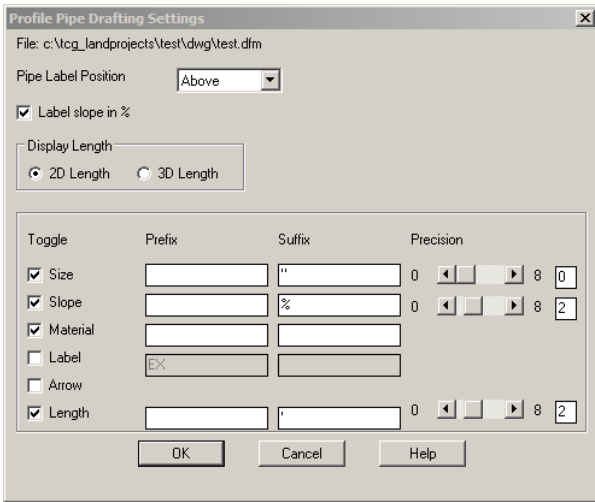 Profile Pipe Drafting Settings
File: c:\tcg_landprojects\test\dwg\test.dfm
Pipe Label Position Above
Label slope in %
Display Length
2D Length 3D Length
Toggle Prefix Suffix Precision
Size " 0 8 0
Slope % 0 8 2
Material
Label EX
Arrow
Length ' 0 8 2
OK Cancel Help